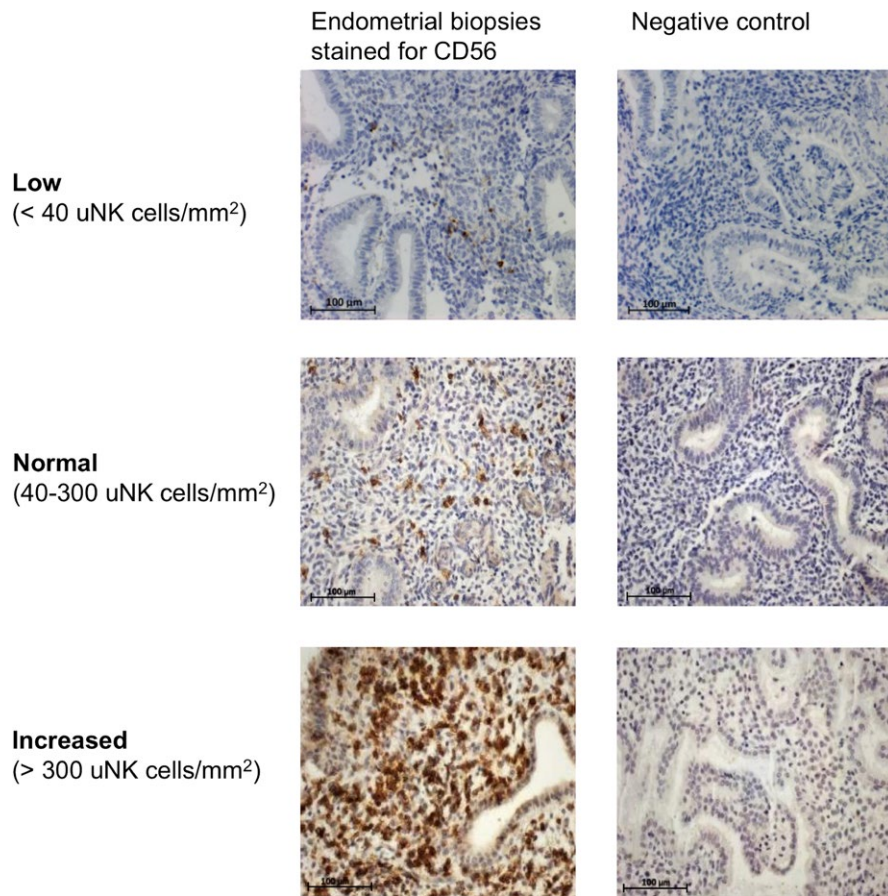 Endometrial biopsies
stained for CD56
Negative control
Low
(< 40 uNK cells/mm²)
100 µm
100 µm
Normal
(40-300 uNK cells/mm²)
100 µm
100 µm
Increased
(> 300 uNK cells/mm²)
100 µm
100 µm